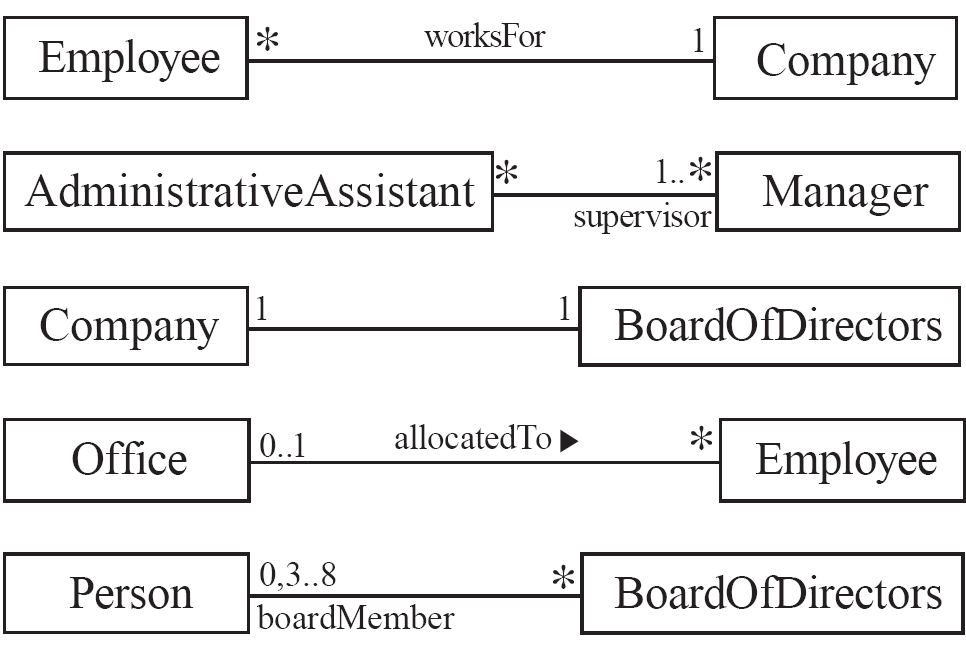 Employee * worksFor 1 Company
AdministrativeAssistant * 1..* Manager
supervisor
Company 1 1 BoardOfDirectors
Office 0..1 allocatedTo ▶ * Employee
Person 0,3..8 * BoardOfDirectors
boardMember